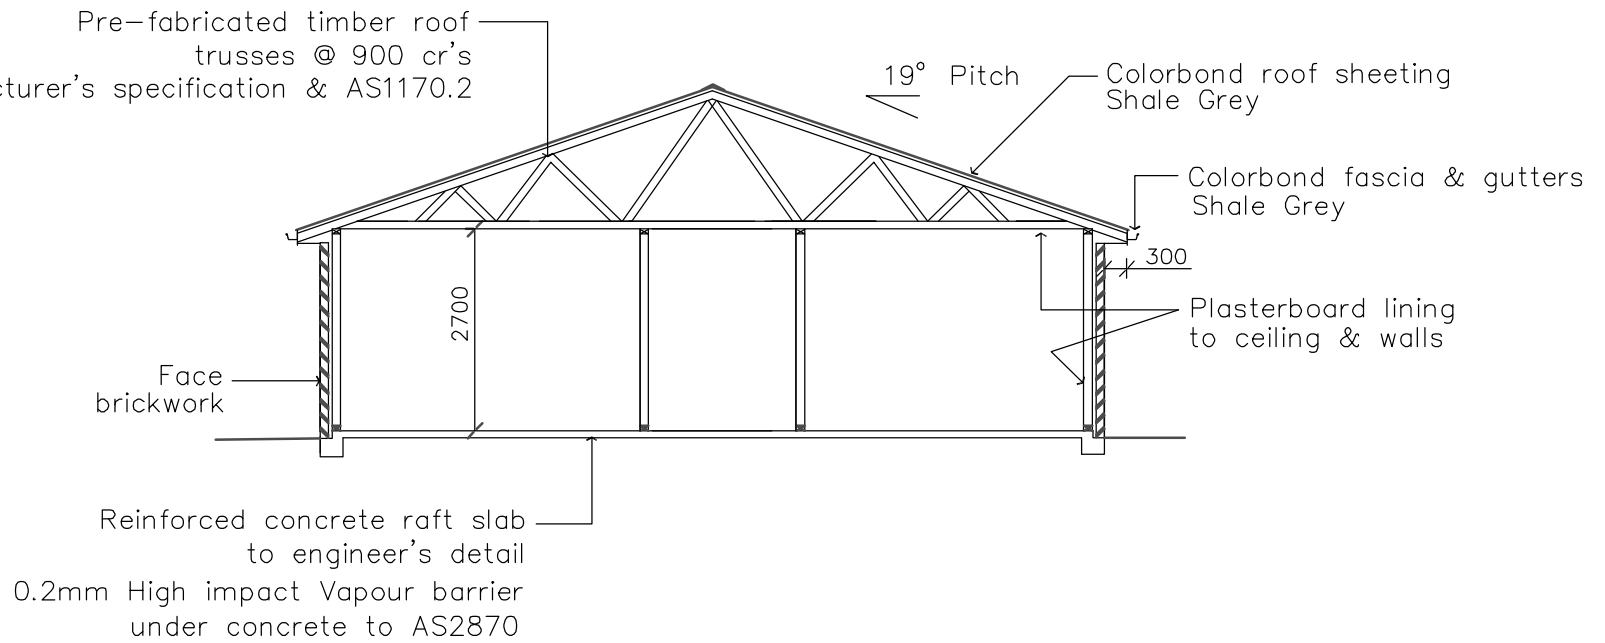 Pre-fabricated timber roof
trusses @ 900 cr's
specification & AS1170.2
19° Pitch
Colorbond roof sheeting
Shale Grey
Colorbond fascia & gutters
Shale Grey
300
2700
Plasterboard lining
to ceiling & walls
Face
brickwork
Reinforced concrete raft slab
to engineer's detail
0.2mm High impact Vapour barrier
under concrete to AS2870